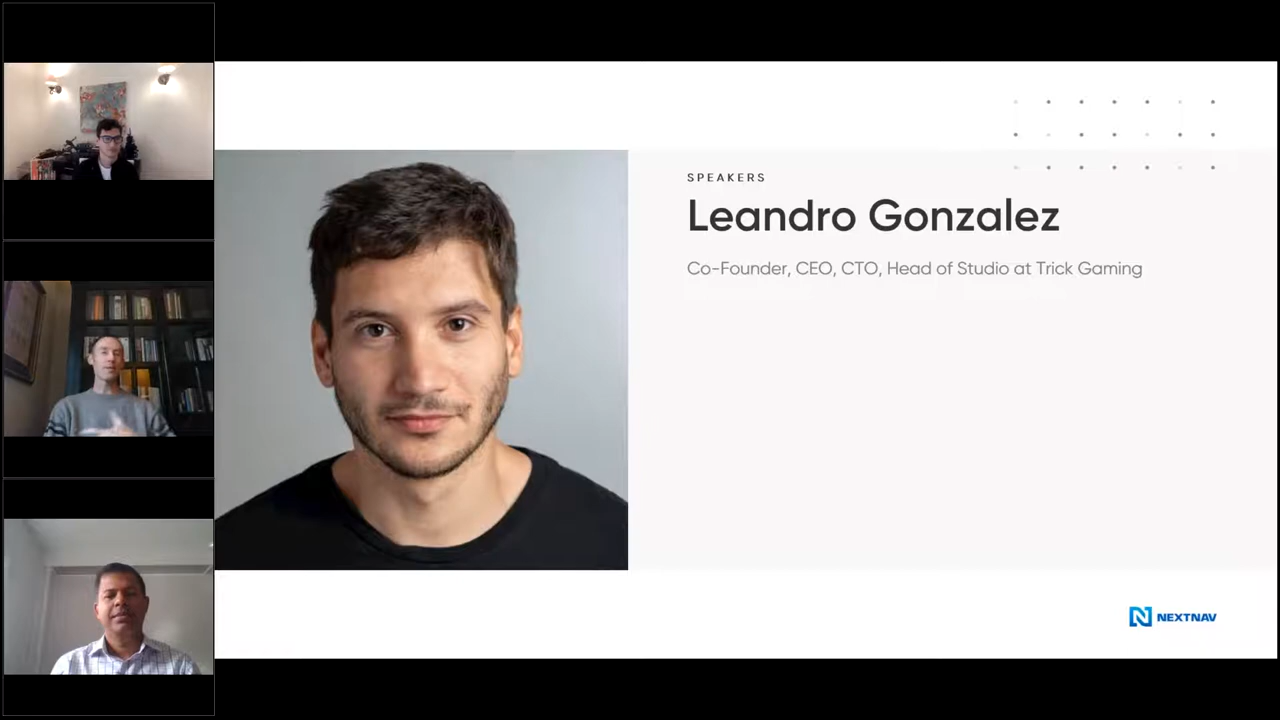 SPEAKERS
Leandro Gonzalez
Co-Founder, CEO, CTO, Head of Studio at Trick Gaming
NEXTNAV